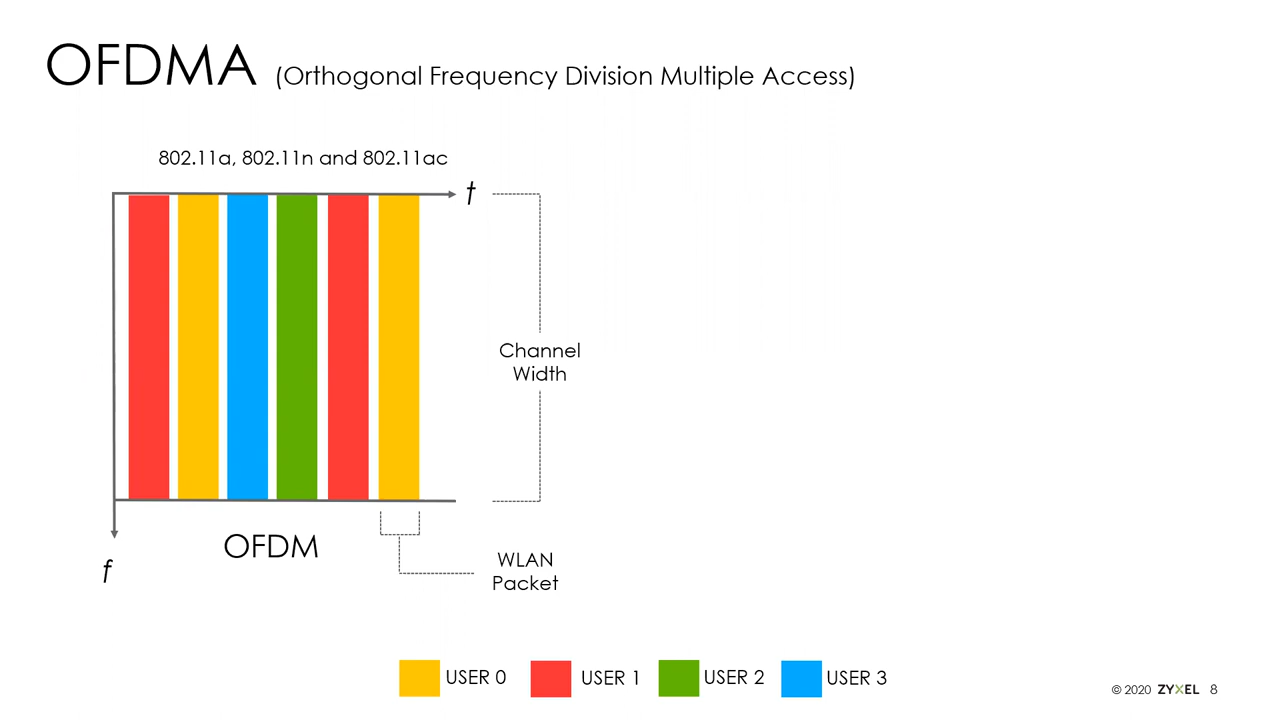 OFDMA (Orthogonal Frequency Division Multiple Access)
802.11a, 802.11n and 802.11ac
t
Channel
Width
OFDM
f
WLAN
Packet
USER 0
USER 1
USER 2
USER 3
© 2020 ZYXEL 8